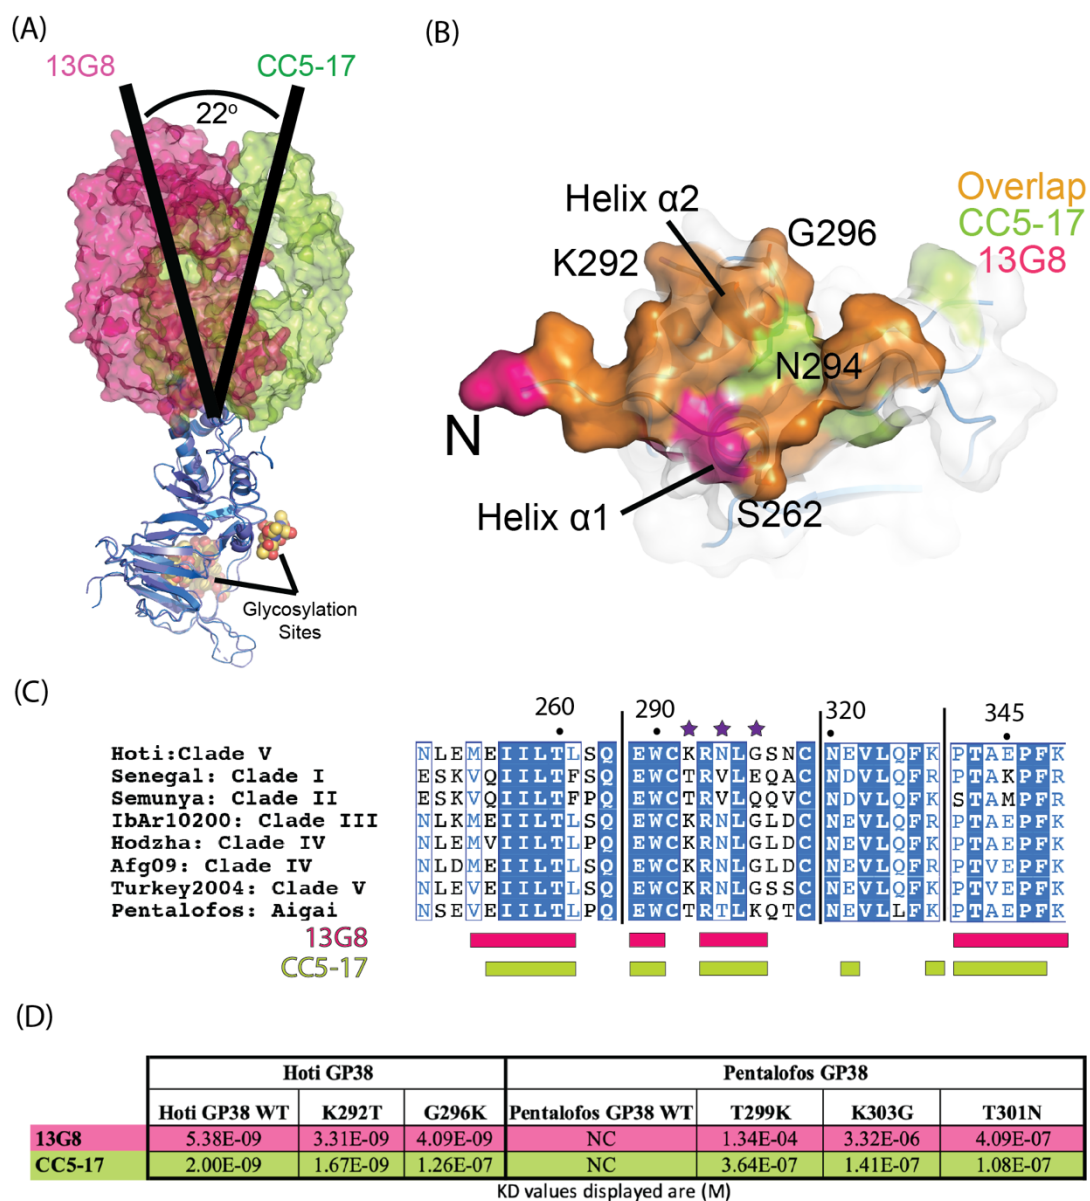 (A)
13G8
CC5-17
22°
Glycosylation
Sites
(B)
Helix α2
G296
K292
Overlap
CC5-17
13G8
N294
N
Helix α1
S262
(C)
260 290 320 345
Hoti:Clade V NLEMEIILTLSQ EWCKRNLGSNC NEVLQFK PTAEPFK
Senegal: Clade I ESKVQIILTFSQ EWCTRVLEQAC NDVLQFR PTAKPFK
Semunya: Clade II ESKVQIILTFPQ EWCTRVLQQVC NDVLQFK STAMPFR
IbAr10200: Clade III NLKMEIILTLSQ EWCKRNLGLDC NEVLQFK PTAEPFK
Hodzha: Clade IV NLEMVIILTLSQ EWCKRNLGLDC NEVLQFK PTVEPFR
Afg09: Clade IV NLDMEIILTLSQ EWCKRNLGLDC NEVLQFR PTVEPFK
Turkey2004: Clade V NLEVEIILTLSQ EWCKRNLGSSC NEVLQFK PTAEPFK
Pentalofos: Aigai NSEVEIILTLPQ EWCTRTLKQTC NEVLLFK PTAEPFK
13G8
CC5-17
(D)
Hoti GP38 Pentalofos GP38
Hoti GP38 WT K292T G296K Pentalofos GP38 WT T299K K303G T301N
13G8 5.38E-09 3.31E-09 4.09E-09 NC 1.34E-04 3.32E-06 4.09E-07
CC5-17 2.00E-09 1.67E-09 1.26E-07 NC 3.64E-07 1.41E-07 1.08E-07
KD values displayed are (M)